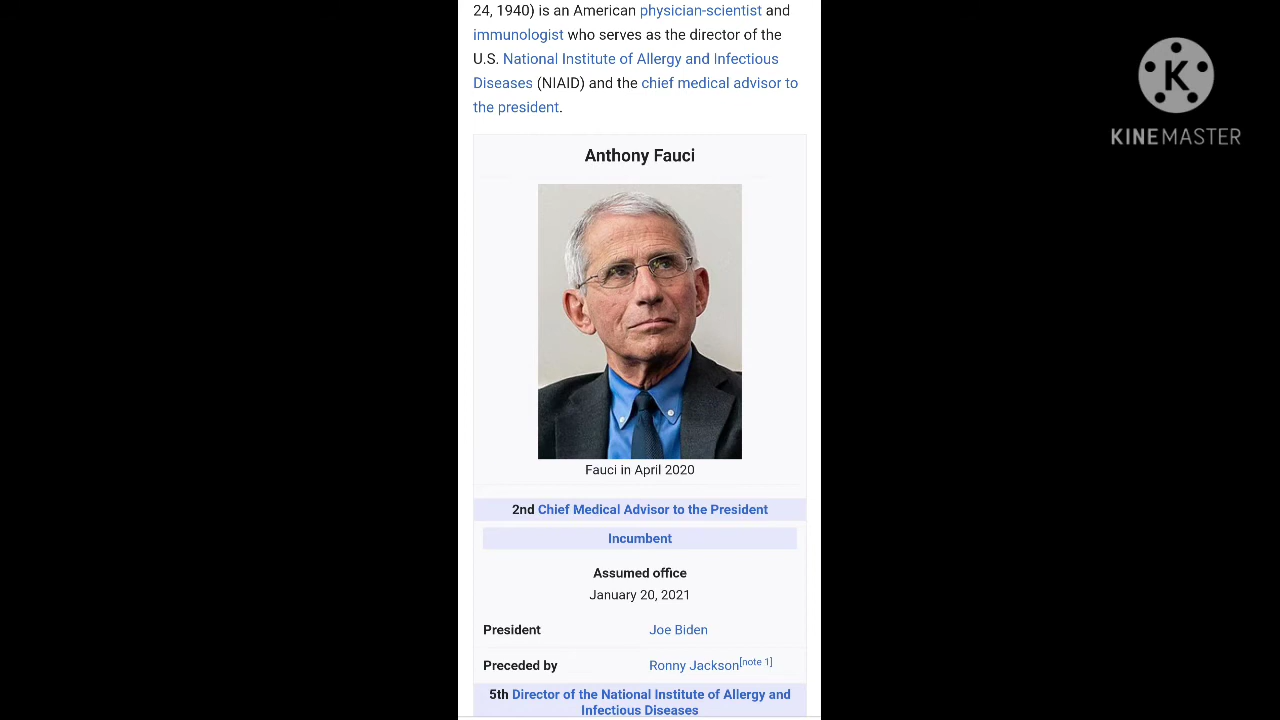 24, 1940) is an American physician-scientist and
immunologist who serves as the director of the
U.S. National Institute of Allergy and Infectious
Diseases (NIAID) and the chief medical advisor to
the president.
Anthony Fauci
Fauci in April 2020
2nd Chief Medical Advisor to the President
Incumbent
Assumed office
January 20, 2021
President Joe Biden
Preceded by Ronny Jackson[note 1]
5th Director of the National Institute of Allergy and
Infectious Diseases
K
KINEMASTER